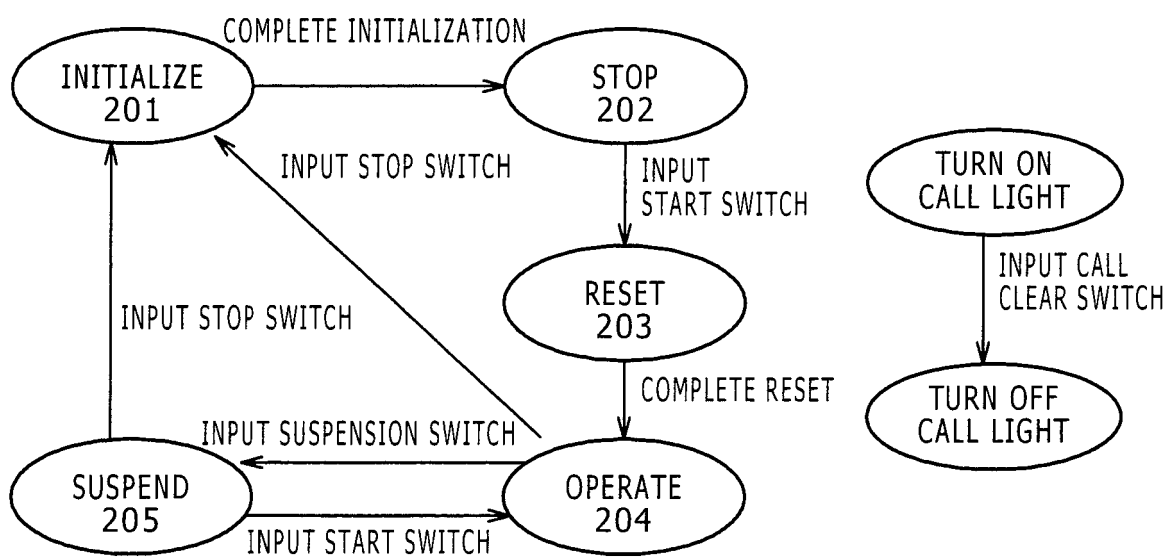 COMPLETE INITIALIZATION
INITIALIZE
201
STOP
202
INPUT STOP SWITCH
INPUT
START SWITCH
TURN ON
CALL LIGHT
INPUT CALL
CLEAR SWITCH
RESET
203
INPUT STOP SWITCH
COMPLETE RESET
TURN OFF
CALL LIGHT
INPUT SUSPENSION SWITCH
SUSPEND
205
OPERATE
204
INPUT START SWITCH